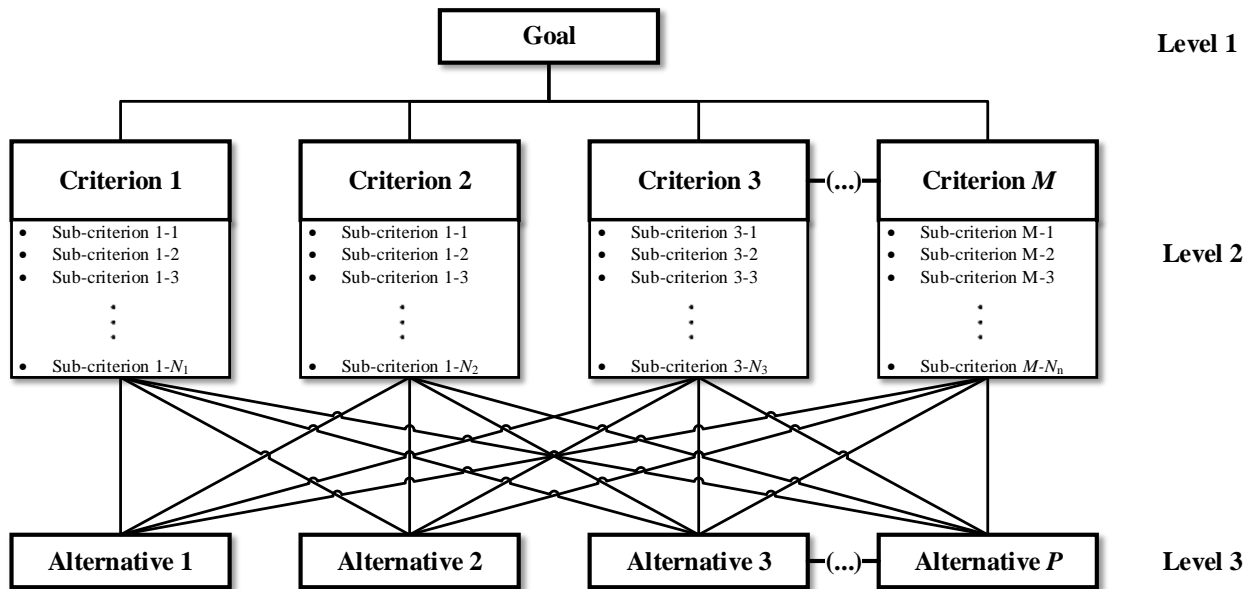 Goal
Level 1
Criterion 1
Criterion 2
Criterion 3
(...)
Criterion M
• Sub-criterion 1-1
• Sub-criterion 1-2
• Sub-criterion 1-3
• Sub-criterion 1-N₁
• Sub-criterion 1-1
• Sub-criterion 1-2
• Sub-criterion 1-3
• Sub-criterion 1-N₂
• Sub-criterion 3-1
• Sub-criterion 3-2
• Sub-criterion 3-3
• Sub-criterion 3-N₃
• Sub-criterion M-1
• Sub-criterion M-2
• Sub-criterion M-3
• Sub-criterion M-Nₙ
Level 2
Alternative 1
Alternative 2
Alternative 3
(...)
Alternative P
Level 3